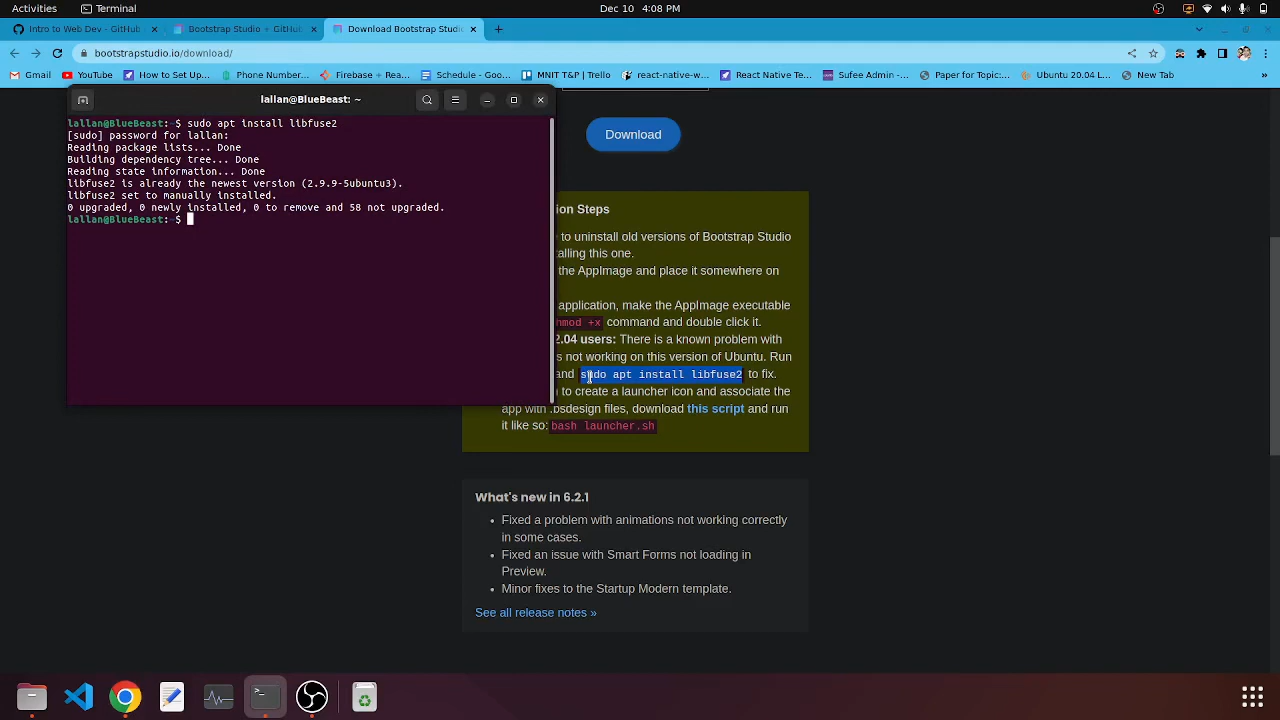 Activities
Terminal
Dec 10 4:08 PM
Intro to Web Dev - GitHub
Bootstrap Studio + GitHub
Download Bootstrap Studio
bootstrapstudio.io/download/
Gmail
YouTube
How to Set Up...
Phone Number...
Firebase + Rea...
Schedule - Goo...
MNIT T&P | Trello
react-native-w...
React Native Te...
Sufee Admin -...
Paper for Topic...
Ubuntu 20.04 L...
New Tab
»
lallan@BlueBeast: ~
lallan@BlueBeast:~$ sudo apt install libfuse2
[sudo] password for lallan:
Reading package lists... Done
Building dependency tree... Done
Reading state information... Done
libfuse2 is already the newest version (2.9.9-5ubuntu3).
libfuse2 set to manually installed.
0 upgraded, 0 newly installed, 0 to remove and 58 not upgraded.
lallan@BlueBeast:~$
Download
ion Steps
to uninstall old versions of Bootstrap Studio
alling this one.
the AppImage and place it somewhere on
application, make the AppImage executable
hmod +x command and double click it.
2.04 users: There is a known problem with
s not working on this version of Ubuntu. Run
and sudo apt install libfuse2 to fix.
) to create a launcher icon and associate the
app with .bsdesign files, download this script and run
it like so: bash launcher.sh
What's new in 6.2.1
• Fixed a problem with animations not working correctly
in some cases.
• Fixed an issue with Smart Forms not loading in
Preview.
• Minor fixes to the Startup Modern template.
See all release notes »